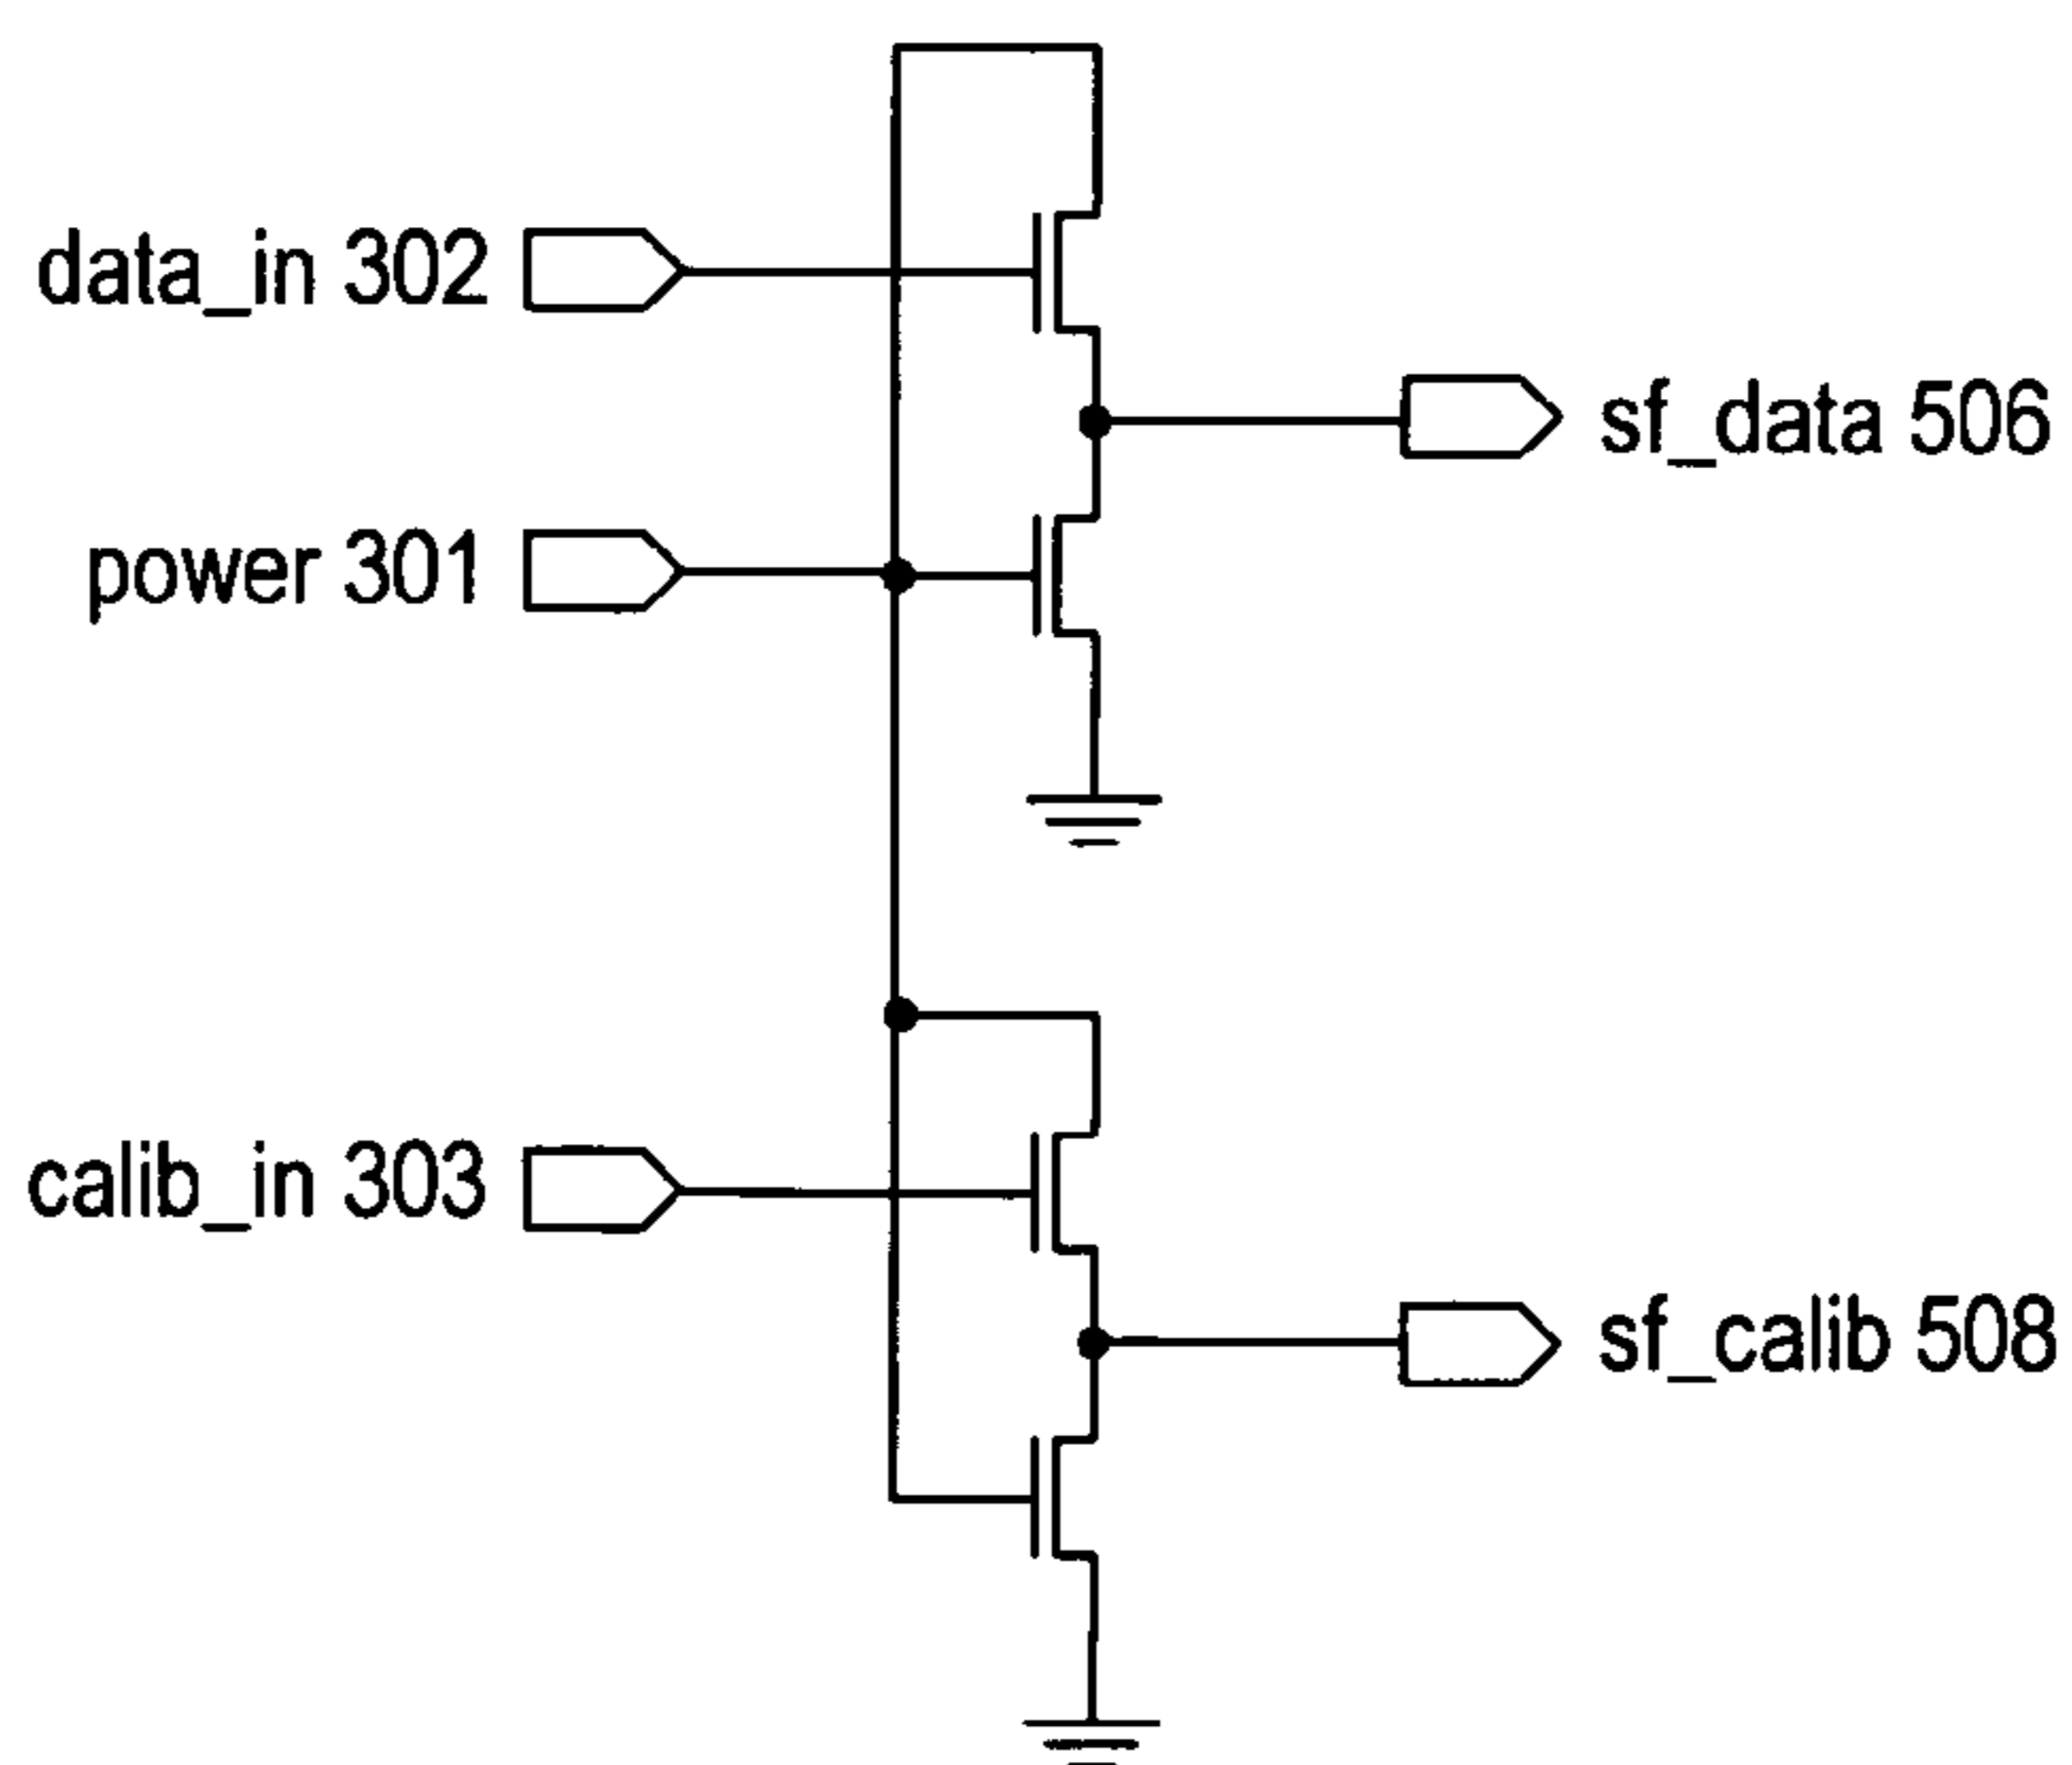 data_in 302
sf_data 506
power 301
calib_in 303
sf_calib 508